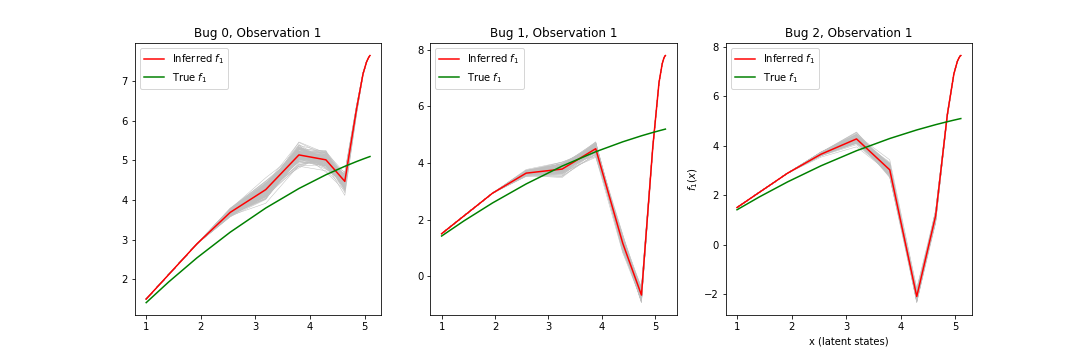 Bug 0, Observation 1
Inferred f₁
True f₁
7
6
5
4
3
2
1 2 3 4 5
Bug 1, Observation 1
Inferred f₁
True f₁
8
6
4
2
0
1 2 3 4 5
Bug 2, Observation 1
Inferred f₁
True f₁
f₁(x)
8
6
4
2
0
−2
1 2 3 4 5
x (latent states)